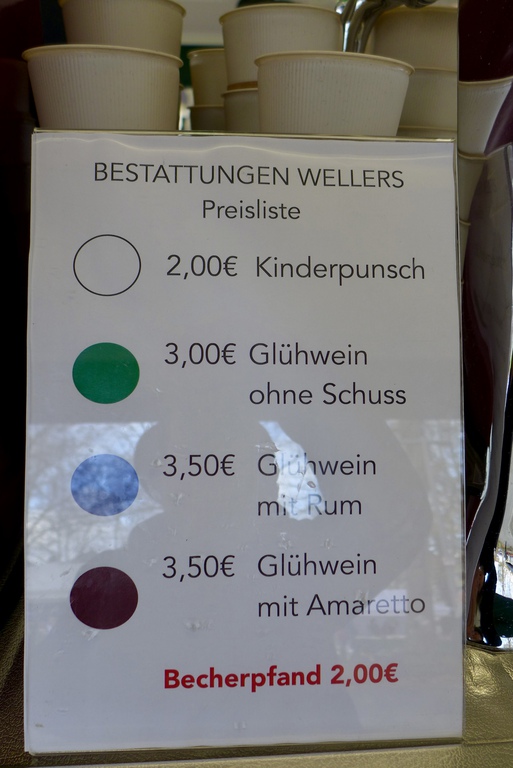 BESTATTUNGEN WELLERS
Preisliste
2,00€ Kinderpunsch
3,00€ Glühwein
ohne Schuss
3,50€ Glühwein
mit Rum
3,50€ Glühwein
mit Amaretto
Becherpfand 2,00€